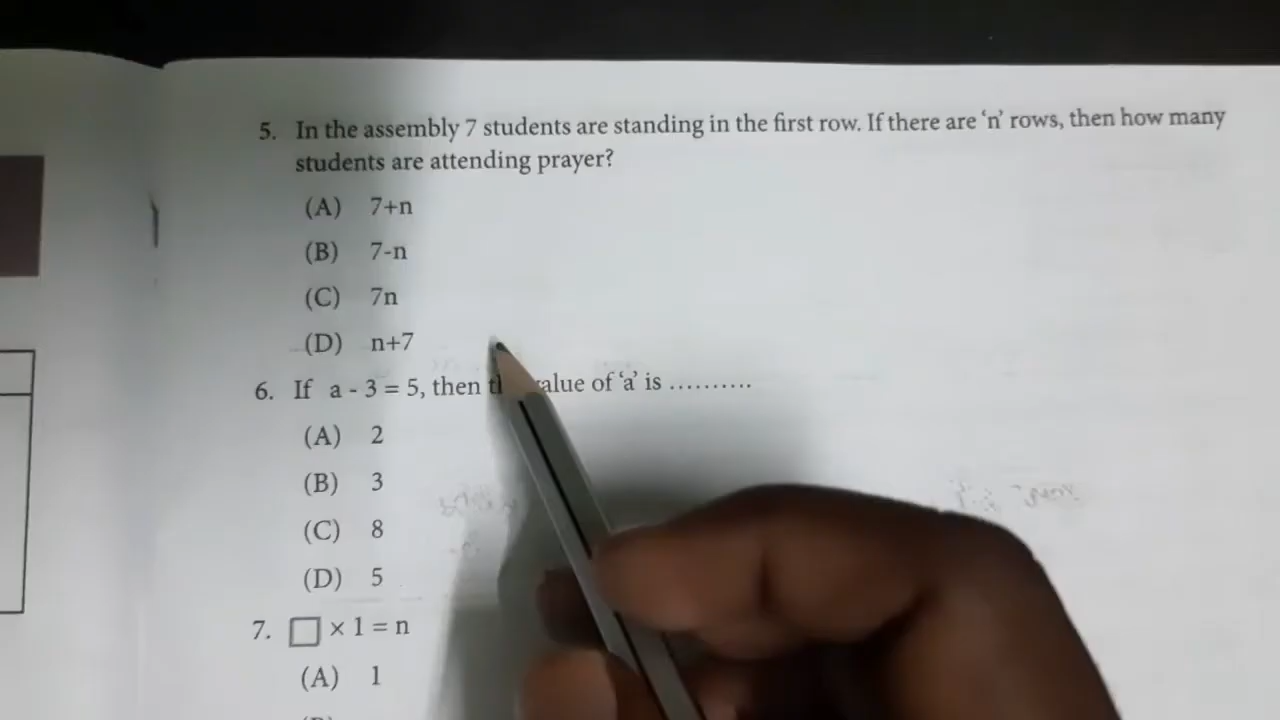 5. In the assembly 7 students are standing in the first row. If there are ‘n’ rows, then how many
students are attending prayer?
(A) 7+n
(B) 7-n
(C) 7n
(D) n+7
6. If a - 3 = 5, then of ‘a’ is ..........
(A) 2
(B) 3
(C) 8
(D) 5
7. □ × 1 = n
(A) 1